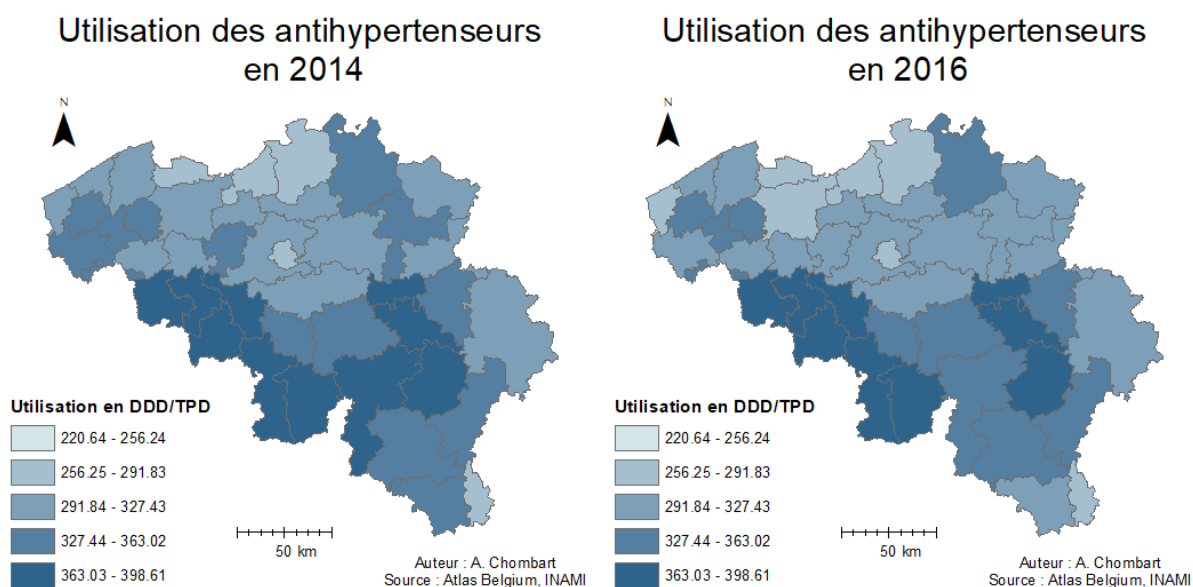 Utilisation des antihypertenseurs
en 2014
N
Utilisation en DDD/TPD
220.64 - 256.24
256.25 - 291.83
291.84 - 327.43
327.44 - 363.02
363.03 - 398.61
50 km
Auteur : A. Chombart
Source : Atlas Belgium, INAMI
Utilisation des antihypertenseurs
en 2016
N
Utilisation en DDD/TPD
220.64 - 256.24
256.25 - 291.83
291.84 - 327.43
327.44 - 363.02
363.03 - 398.61
50 km
Auteur : A. Chombart
Source : Atlas Belgium, INAMI